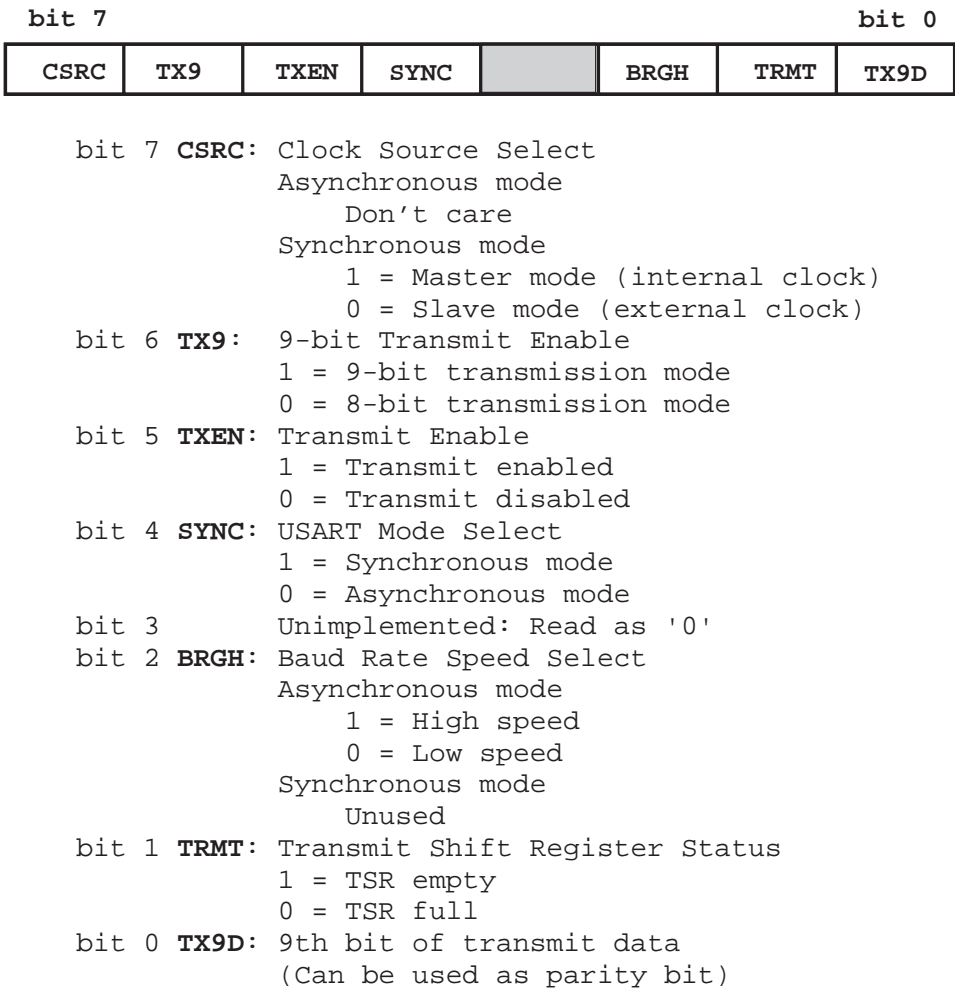 bit 7 bit 0
CSRC TX9 TXEN SYNC BRGH TRMT TX9D
bit 7 CSRC: Clock Source Select
Asynchronous mode
Don't care
Synchronous mode
1 = Master mode (internal clock)
0 = Slave mode (external clock)
bit 6 TX9: 9-bit Transmit Enable
1 = 9-bit transmission mode
0 = 8-bit transmission mode
bit 5 TXEN: Transmit Enable
1 = Transmit enabled
0 = Transmit disabled
bit 4 SYNC: USART Mode Select
1 = Synchronous mode
0 = Asynchronous mode
bit 3 Unimplemented: Read as '0'
bit 2 BRGH: Baud Rate Speed Select
Asynchronous mode
1 = High speed
0 = Low speed
Synchronous mode
Unused
bit 1 TRMT: Transmit Shift Register Status
1 = TSR empty
0 = TSR full
bit 0 TX9D: 9th bit of transmit data
(Can be used as parity bit)